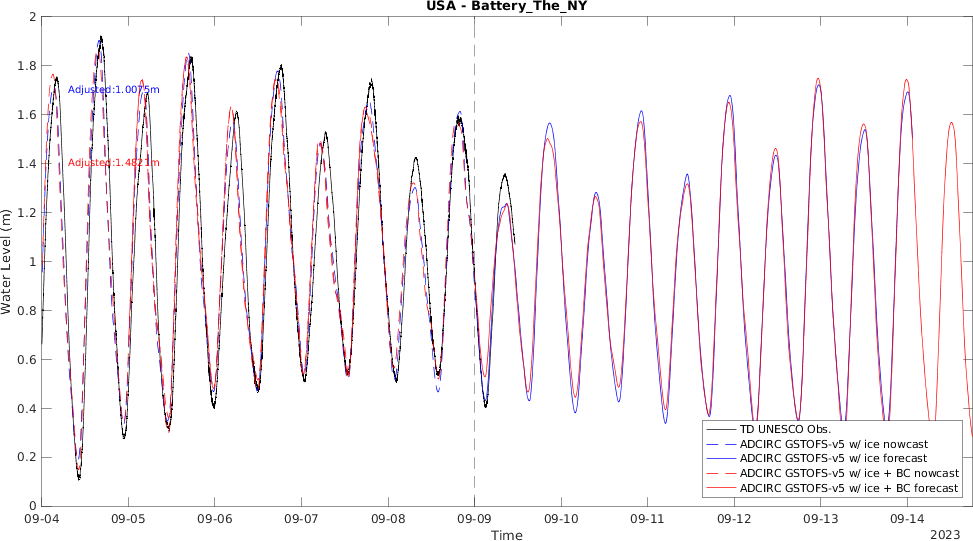 USA - Battery_The_NY
2
1.8
1.6
1.4
1.2
1
0.8
0.6
0.4
0.2
0
Water Level (m)
Adjusted:1.0075m
Adjusted:1.4821m
TD UNESCO Obs.
ADCIRC GSTOFS-v5 w/ ice nowcast
ADCIRC GSTOFS-v5 w/ ice forecast
ADCIRC GSTOFS-v5 w/ ice + BC nowcast
ADCIRC GSTOFS-v5 w/ ice + BC forecast
09-04 09-05 09-06 09-07 09-08 09-09 09-10 09-11 09-12 09-13 09-14
Time
2023